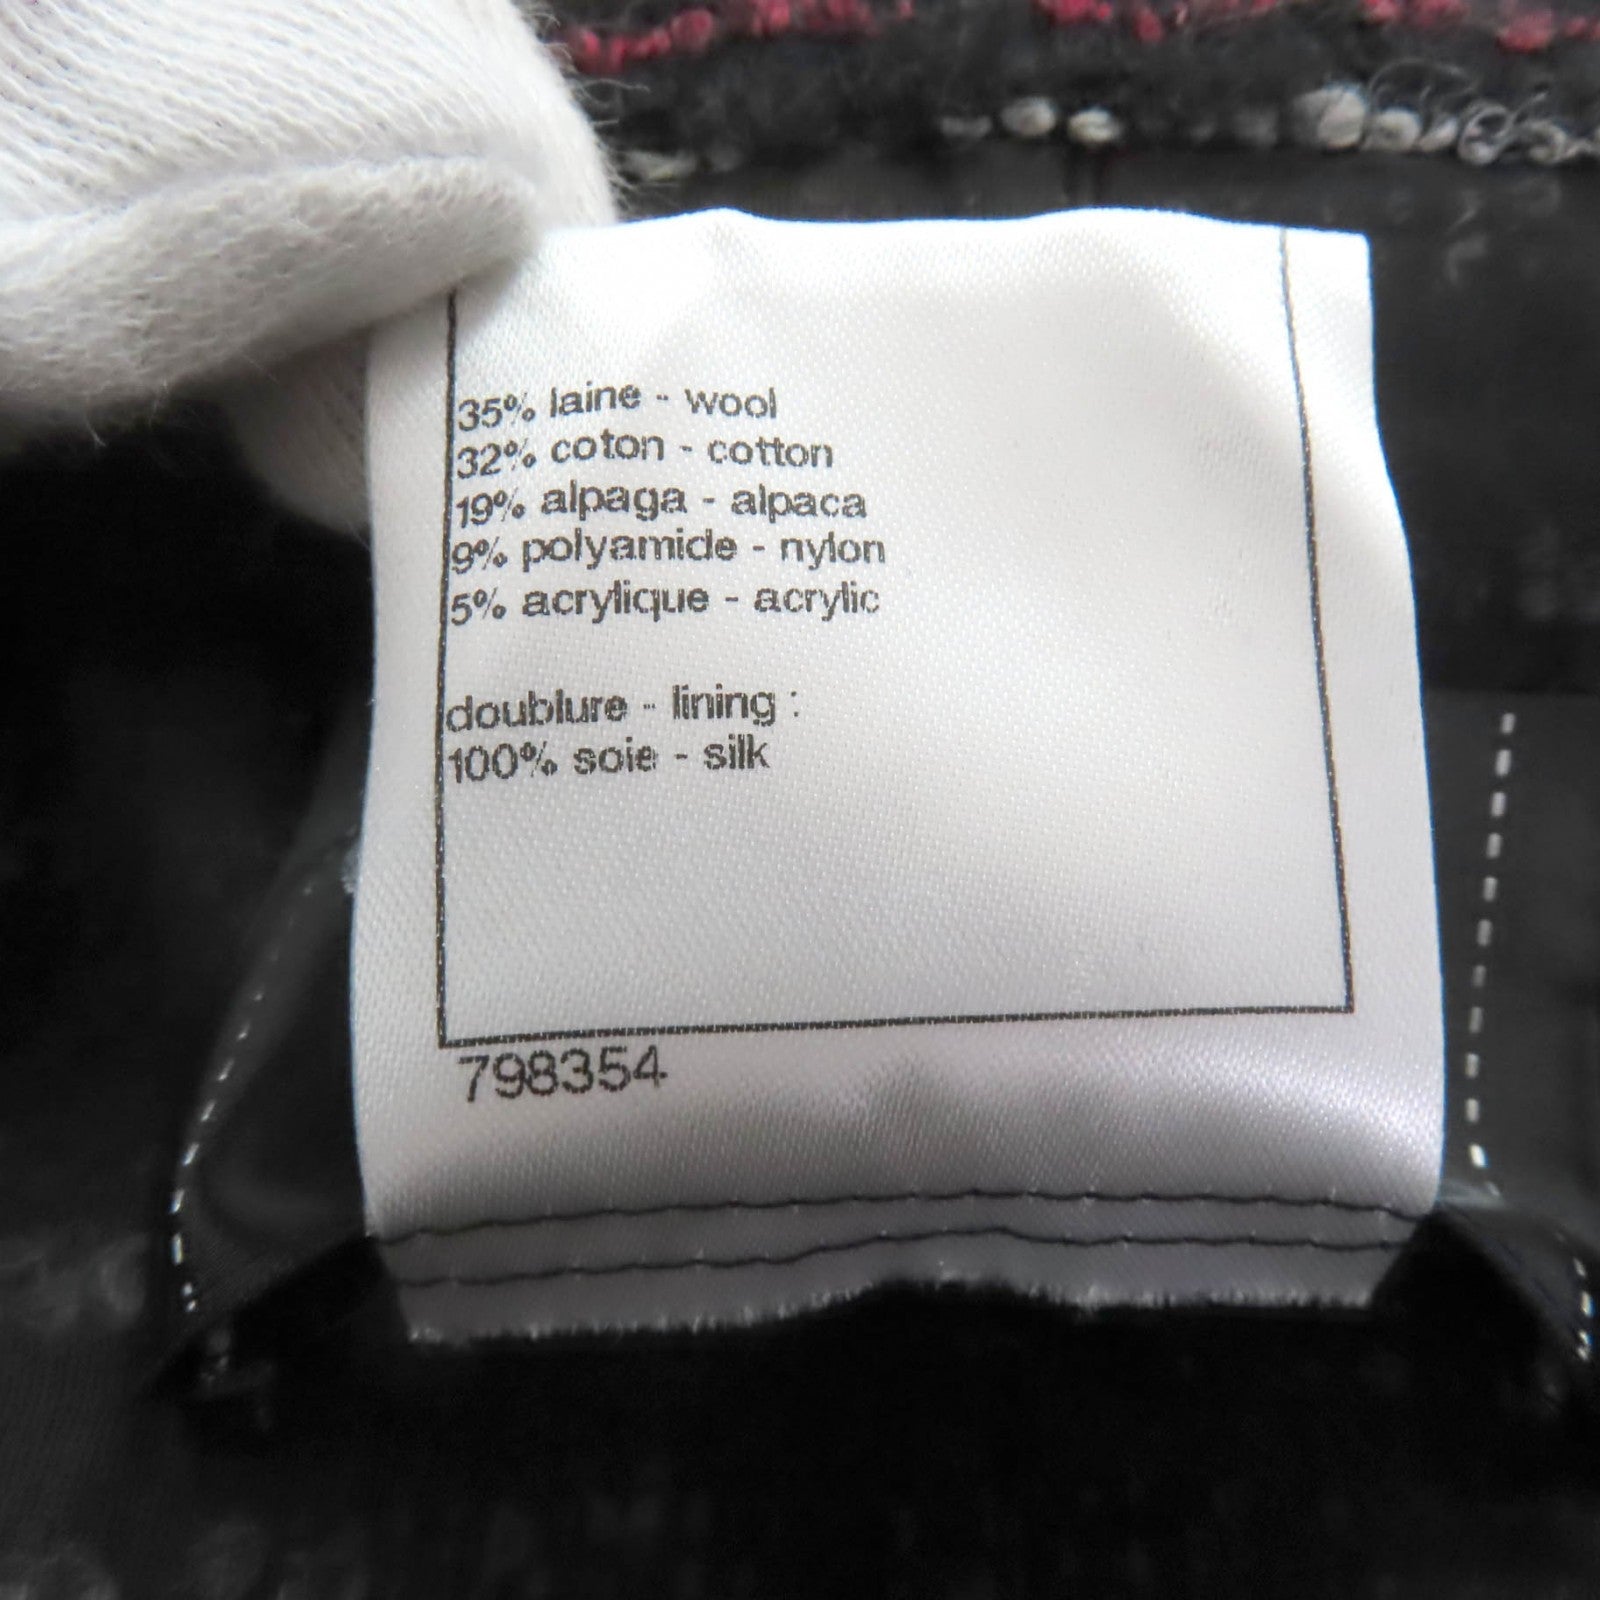 35% laine - wool
32% coton - cotton
19% alpaga - alpaca
9% polyamide - nylon
5% acrylique - acrylic
doublure - lining :
100% soie - silk
798354